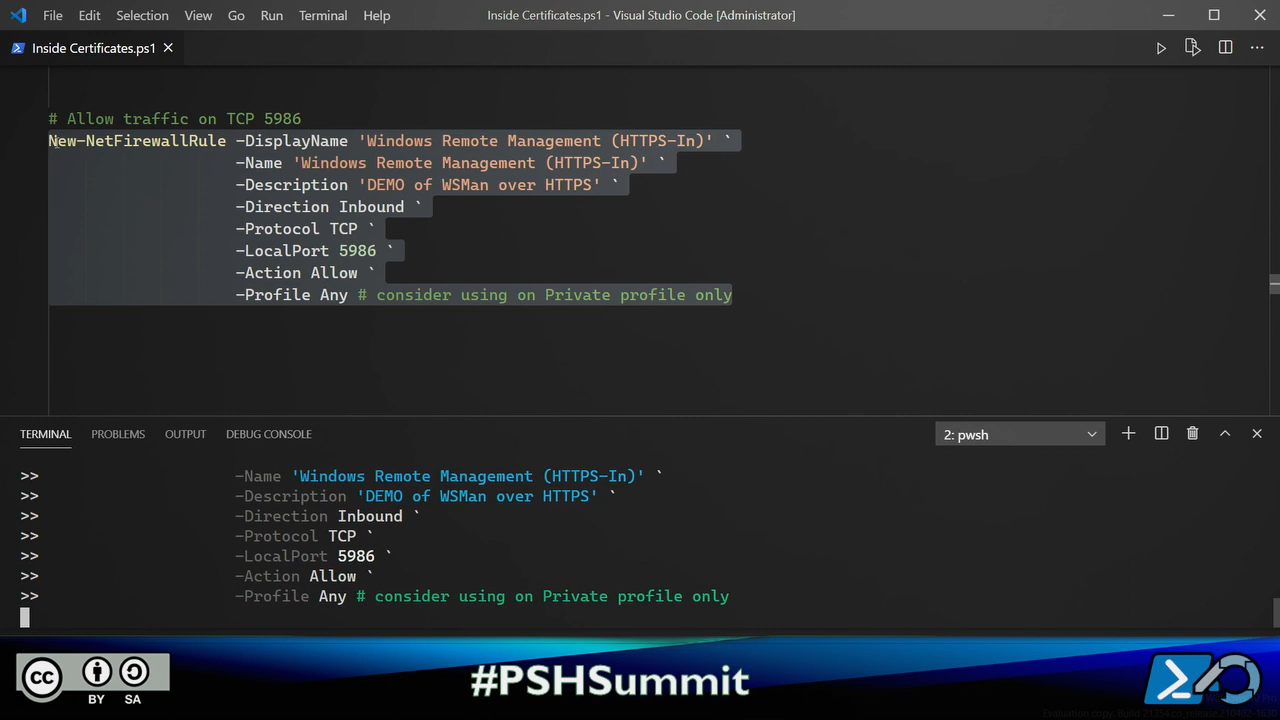 File Edit Selection View Go Run Terminal Help Inside Certificates.ps1 - Visual Studio Code [Administrator]
Inside Certificates.ps1
# Allow traffic on TCP 5986
New-NetFirewallRule -DisplayName 'Windows Remote Management (HTTPS-In)' `
-Name 'Windows Remote Management (HTTPS-In)' `
-Description 'DEMO of WSMan over HTTPS' `
-Direction Inbound `
-Protocol TCP `
-LocalPort 5986 `
-Action Allow `
-Profile Any # consider using on Private profile only
TERMINAL PROBLEMS OUTPUT DEBUG CONSOLE 2: pwsh
>> -Name 'Windows Remote Management (HTTPS-In)' `
>> -Description 'DEMO of WSMan over HTTPS' `
>> -Direction Inbound `
>> -Protocol TCP `
>> -LocalPort 5986 `
>> -Action Allow `
>> -Profile Any # consider using on Private profile only
cc BY SA
#PSHSummit